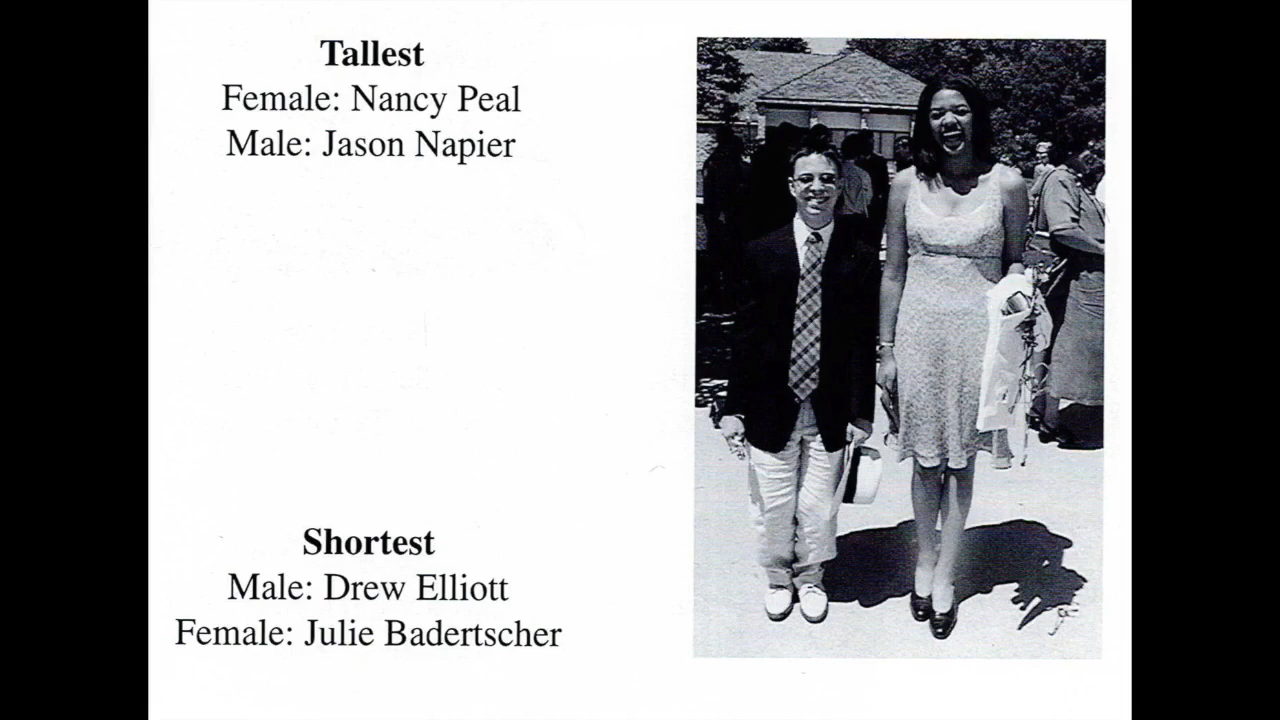 Tallest
Female: Nancy Peal
Male: Jason Napier
Shortest
Male: Drew Elliott
Female: Julie Badertscher